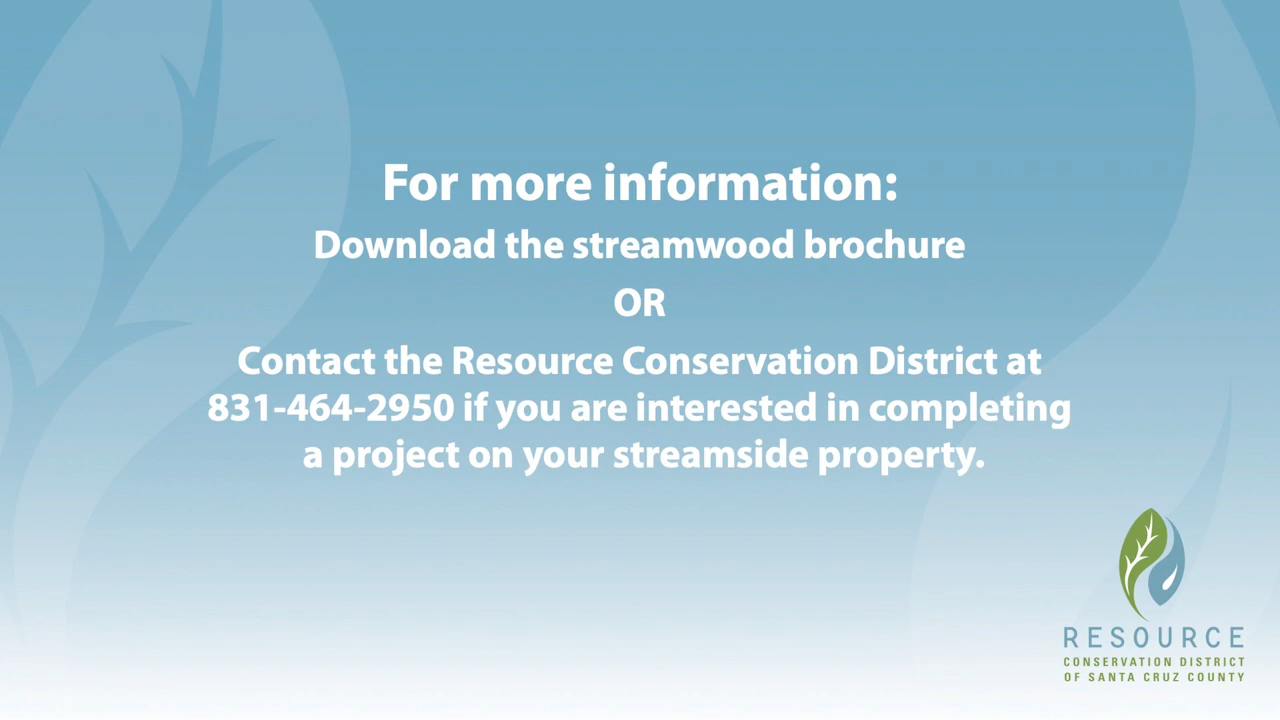 For more information:
Download the streamwood brochure
OR
Contact the Resource Conservation District at
831-464-2950 if you are interested in completing
a project on your streamside property.
RESOURCE
CONSERVATION DISTRICT
OF SANTA CRUZ COUNTY